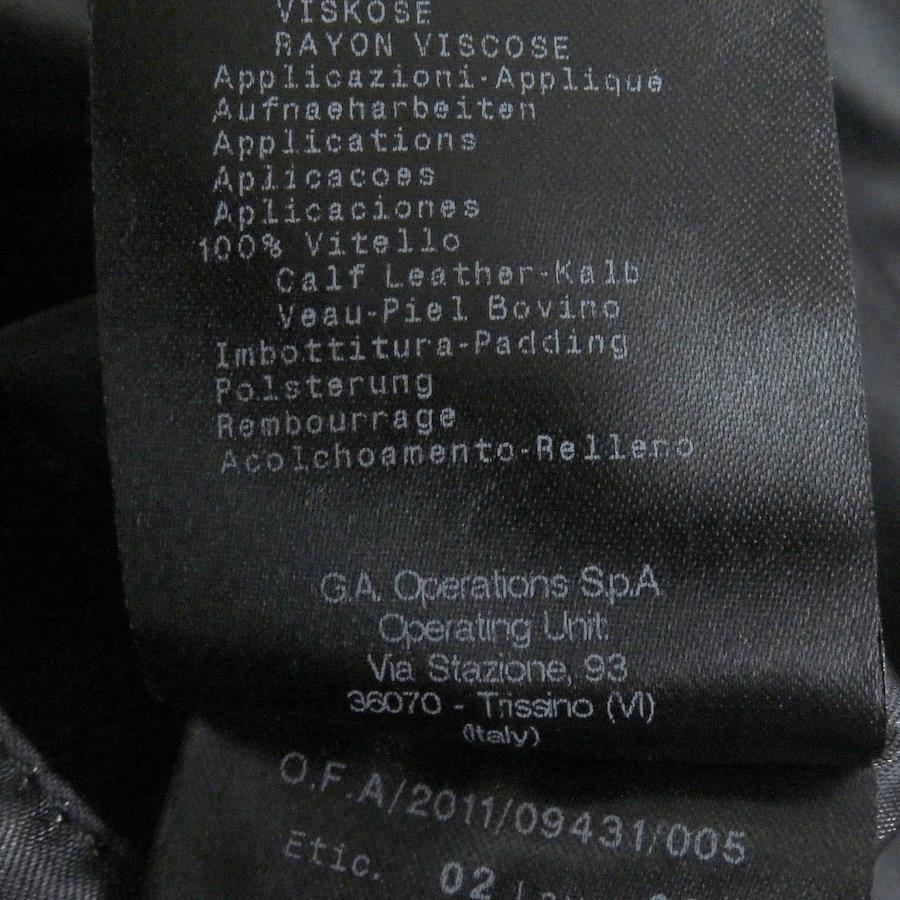 VISKOSE
RAYON VISCOSE
Applicazioni-Appliqué
Aufnaeharbeiten
Applications
Aplicacoes
Aplicaciones
100% Vitello
Calf Leather-Kalb
Veau-Piel Bovino
Imbottitura-Padding
Polsterung
Rembourrage
Acolchoamento-Relleno
G.A. Operations S.p.A
Operating Unit:
Via Stazione, 93
36070 - Trissino (VI)
(Italy)
O.F.A/2011/09431/005
Etic. 02